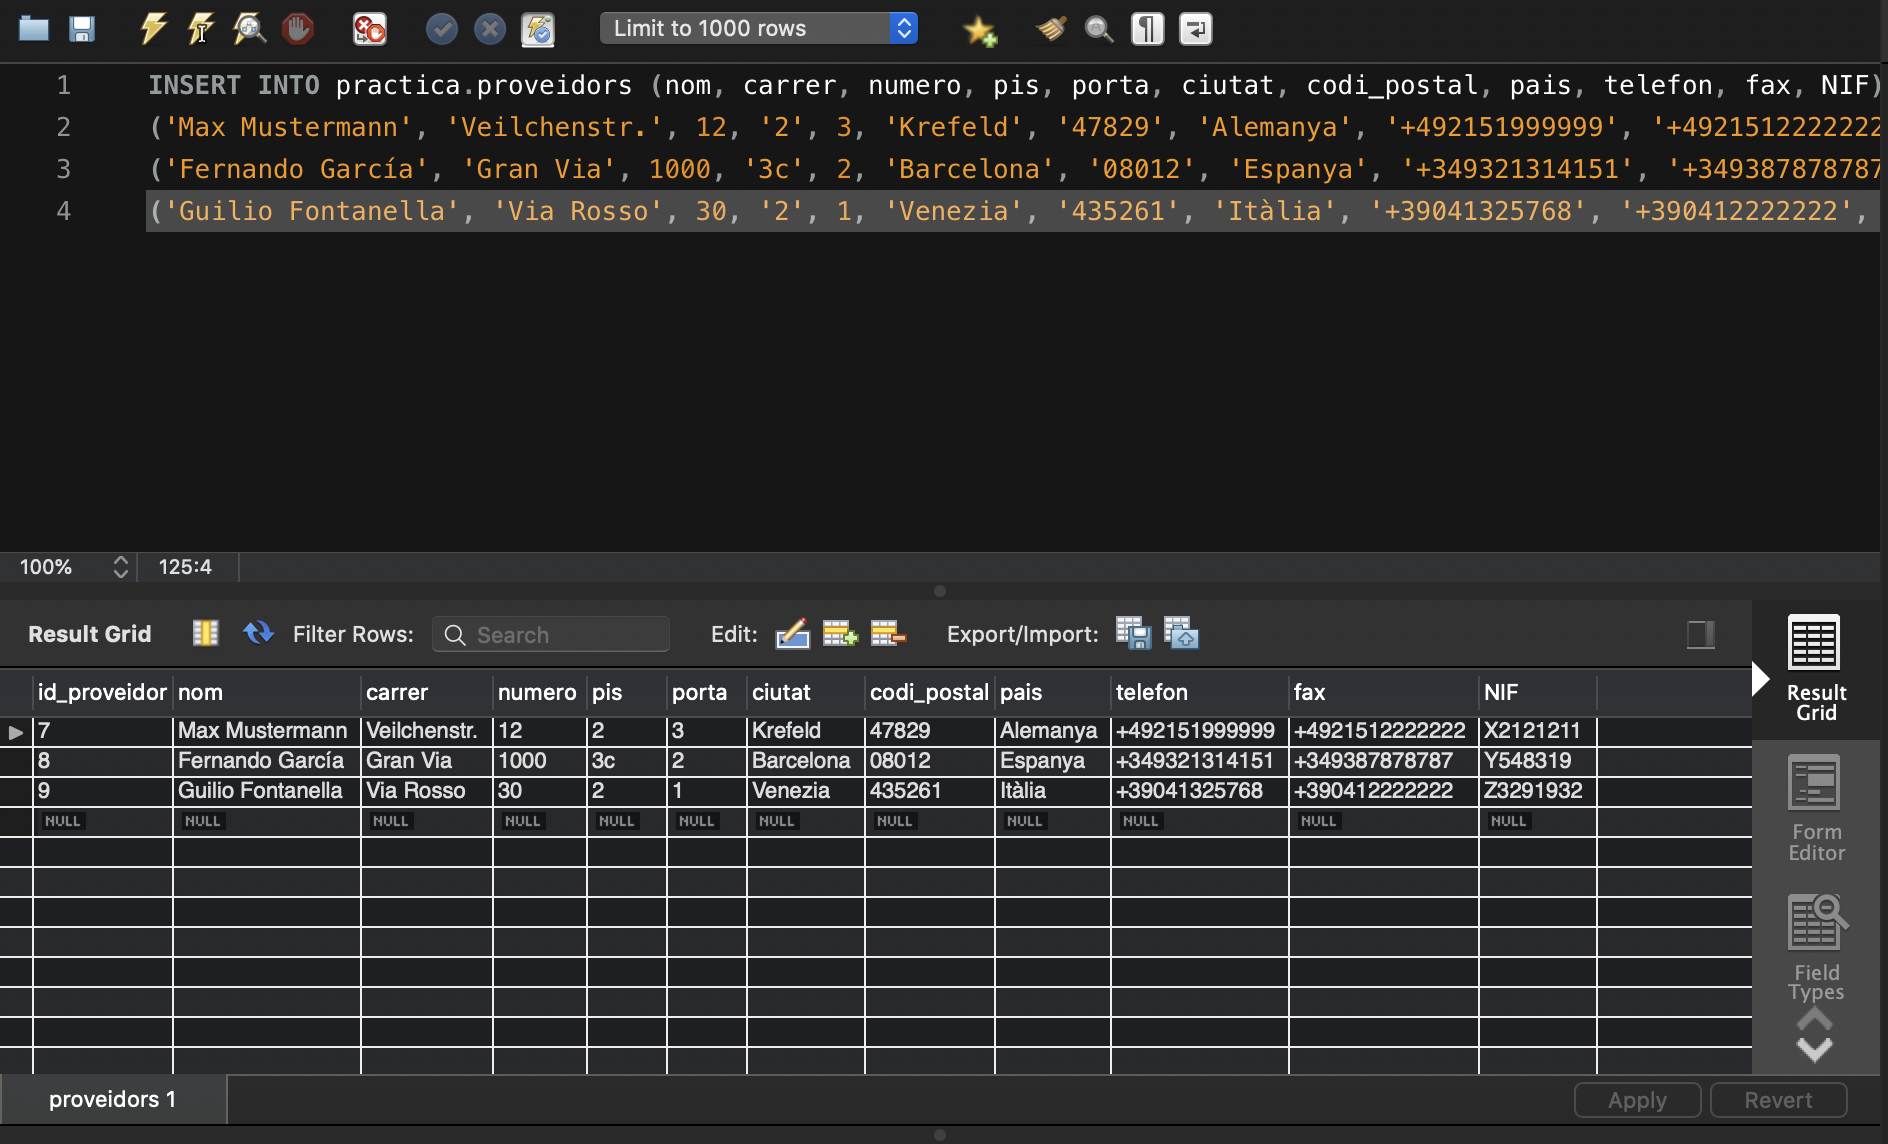 Limit to 1000 rows
1 INSERT INTO practica.proveidors (nom, carrer, numero, pis, porta, ciutat, codi_postal, pais, telefon, fax, NIF)
2 ('Max Mustermann', 'Veilchenstr.', 12, '2', 3, 'Krefeld', '47829', 'Alemanya', '+492151999999', '+4921512222222
3 ('Fernando García', 'Gran Via', 1000, '3c', 2, 'Barcelona', '08012', 'Espanya', '+349321314151', '+349387878787
4 ('Guilio Fontanella', 'Via Rosso', 30, '2', 1, 'Venezia', '435261', 'Itàlia', '+39041325768', '+390412222222',
100% 125:4
Result Grid Filter Rows: Search Edit: Export/Import:
id_proveidor nom carrer numero pis porta ciutat codi_postal pais telefon fax NIF
7 Max Mustermann Veilchenstr. 12 2 3 Krefeld 47829 Alemanya +492151999999 +4921512222222 X2121211
8 Fernando García Gran Via 1000 3c 2 Barcelona 08012 Espanya +349321314151 +349387878787 Y548319
9 Guilio Fontanella Via Rosso 30 2 1 Venezia 435261 Itàlia +39041325768 +390412222222 Z3291932
NULL NULL NULL NULL NULL NULL NULL NULL NULL NULL NULL NULL
Result
Grid
Form
Editor
Field
Types
proveidors 1
Apply Revert